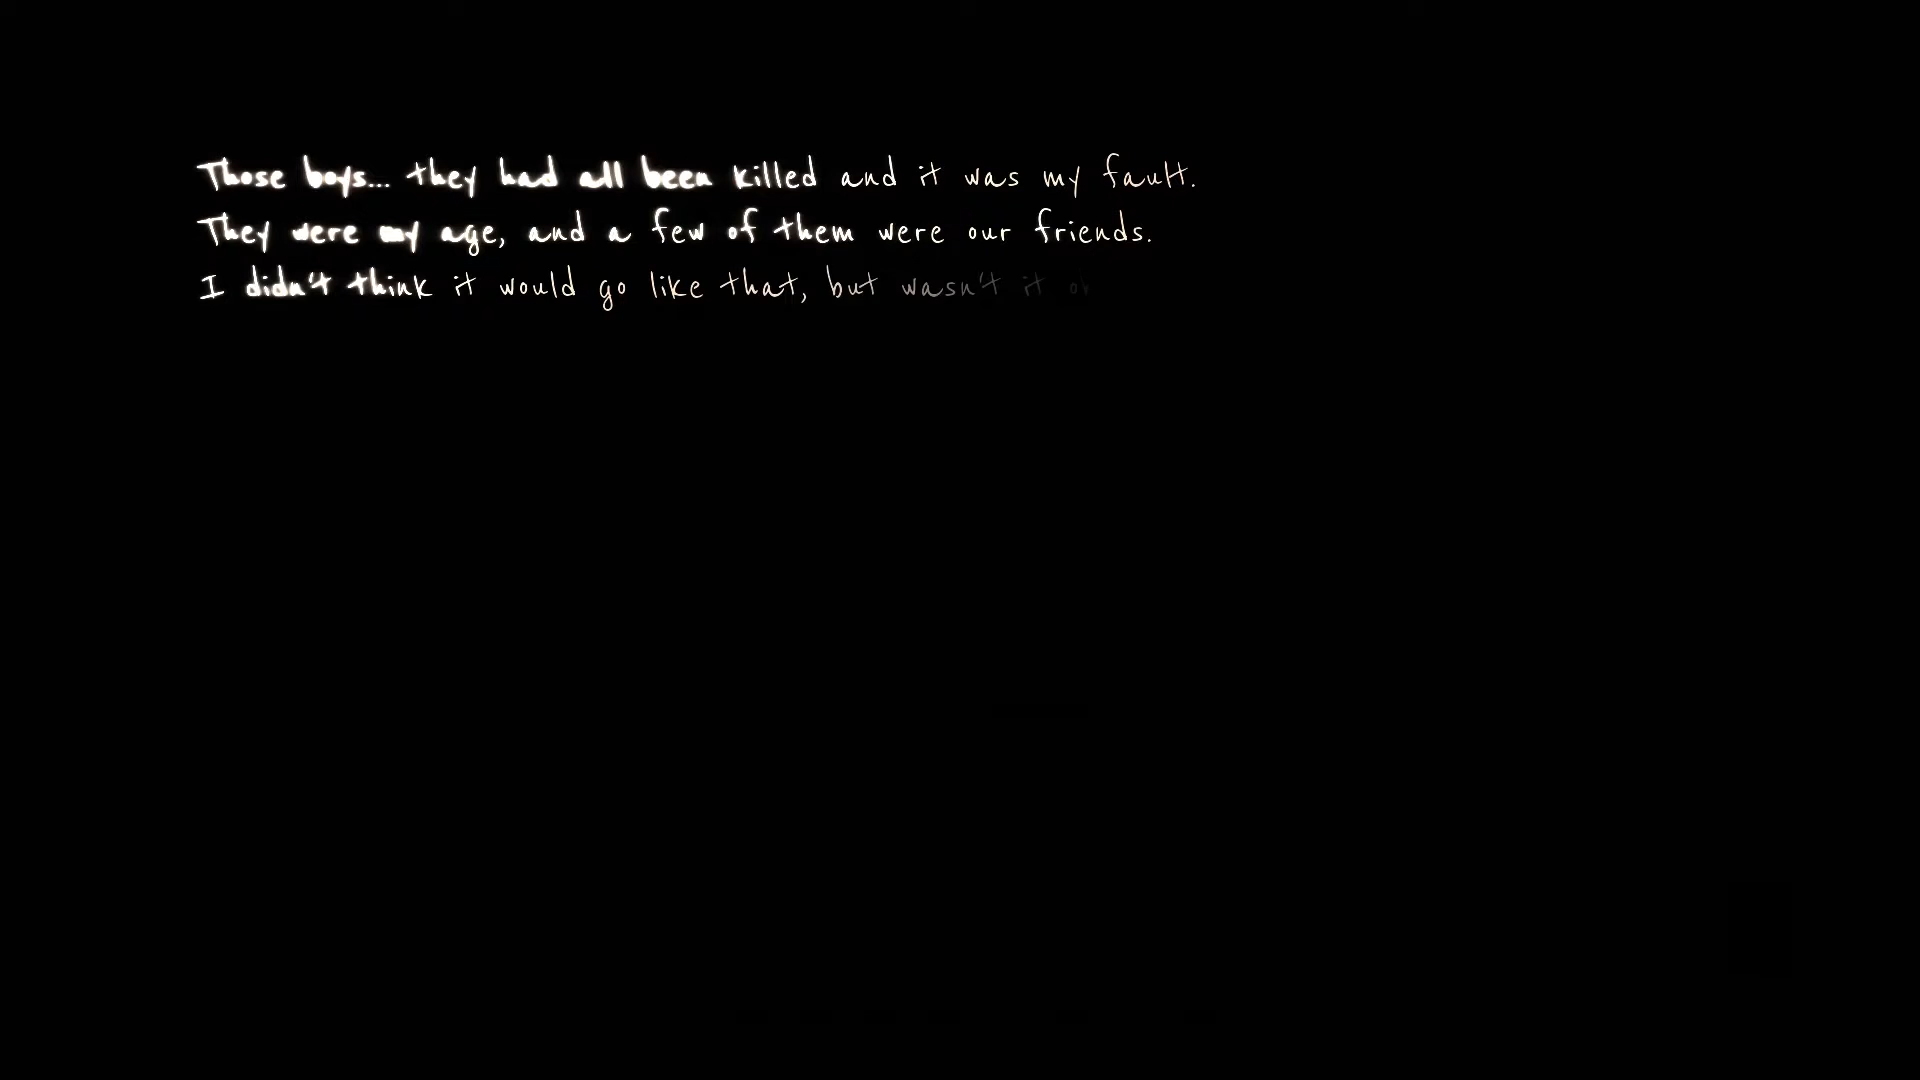 Those boys... they had all been killed and it was my fault.
They were my age, and a few of them were our friends.
I didn't think it would go like that, but wasn't it